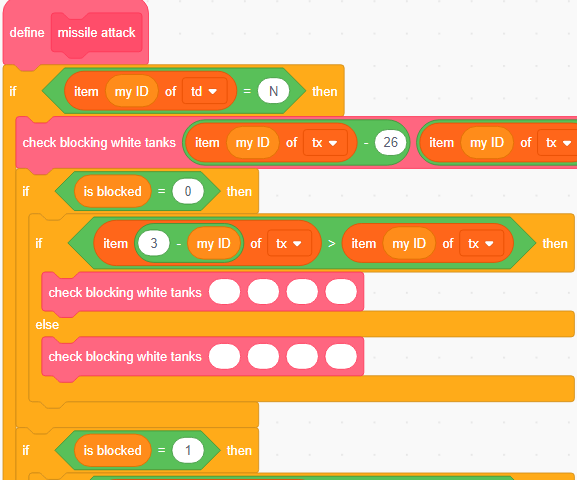 define missile attack
if item my ID of td = N then
check blocking white tanks item my ID of tx - 26 item my ID of tx
if is blocked = 0 then
if item 3 - my ID of tx > item my ID of tx then
check blocking white tanks
else
check blocking white tanks
if is blocked = 1 then